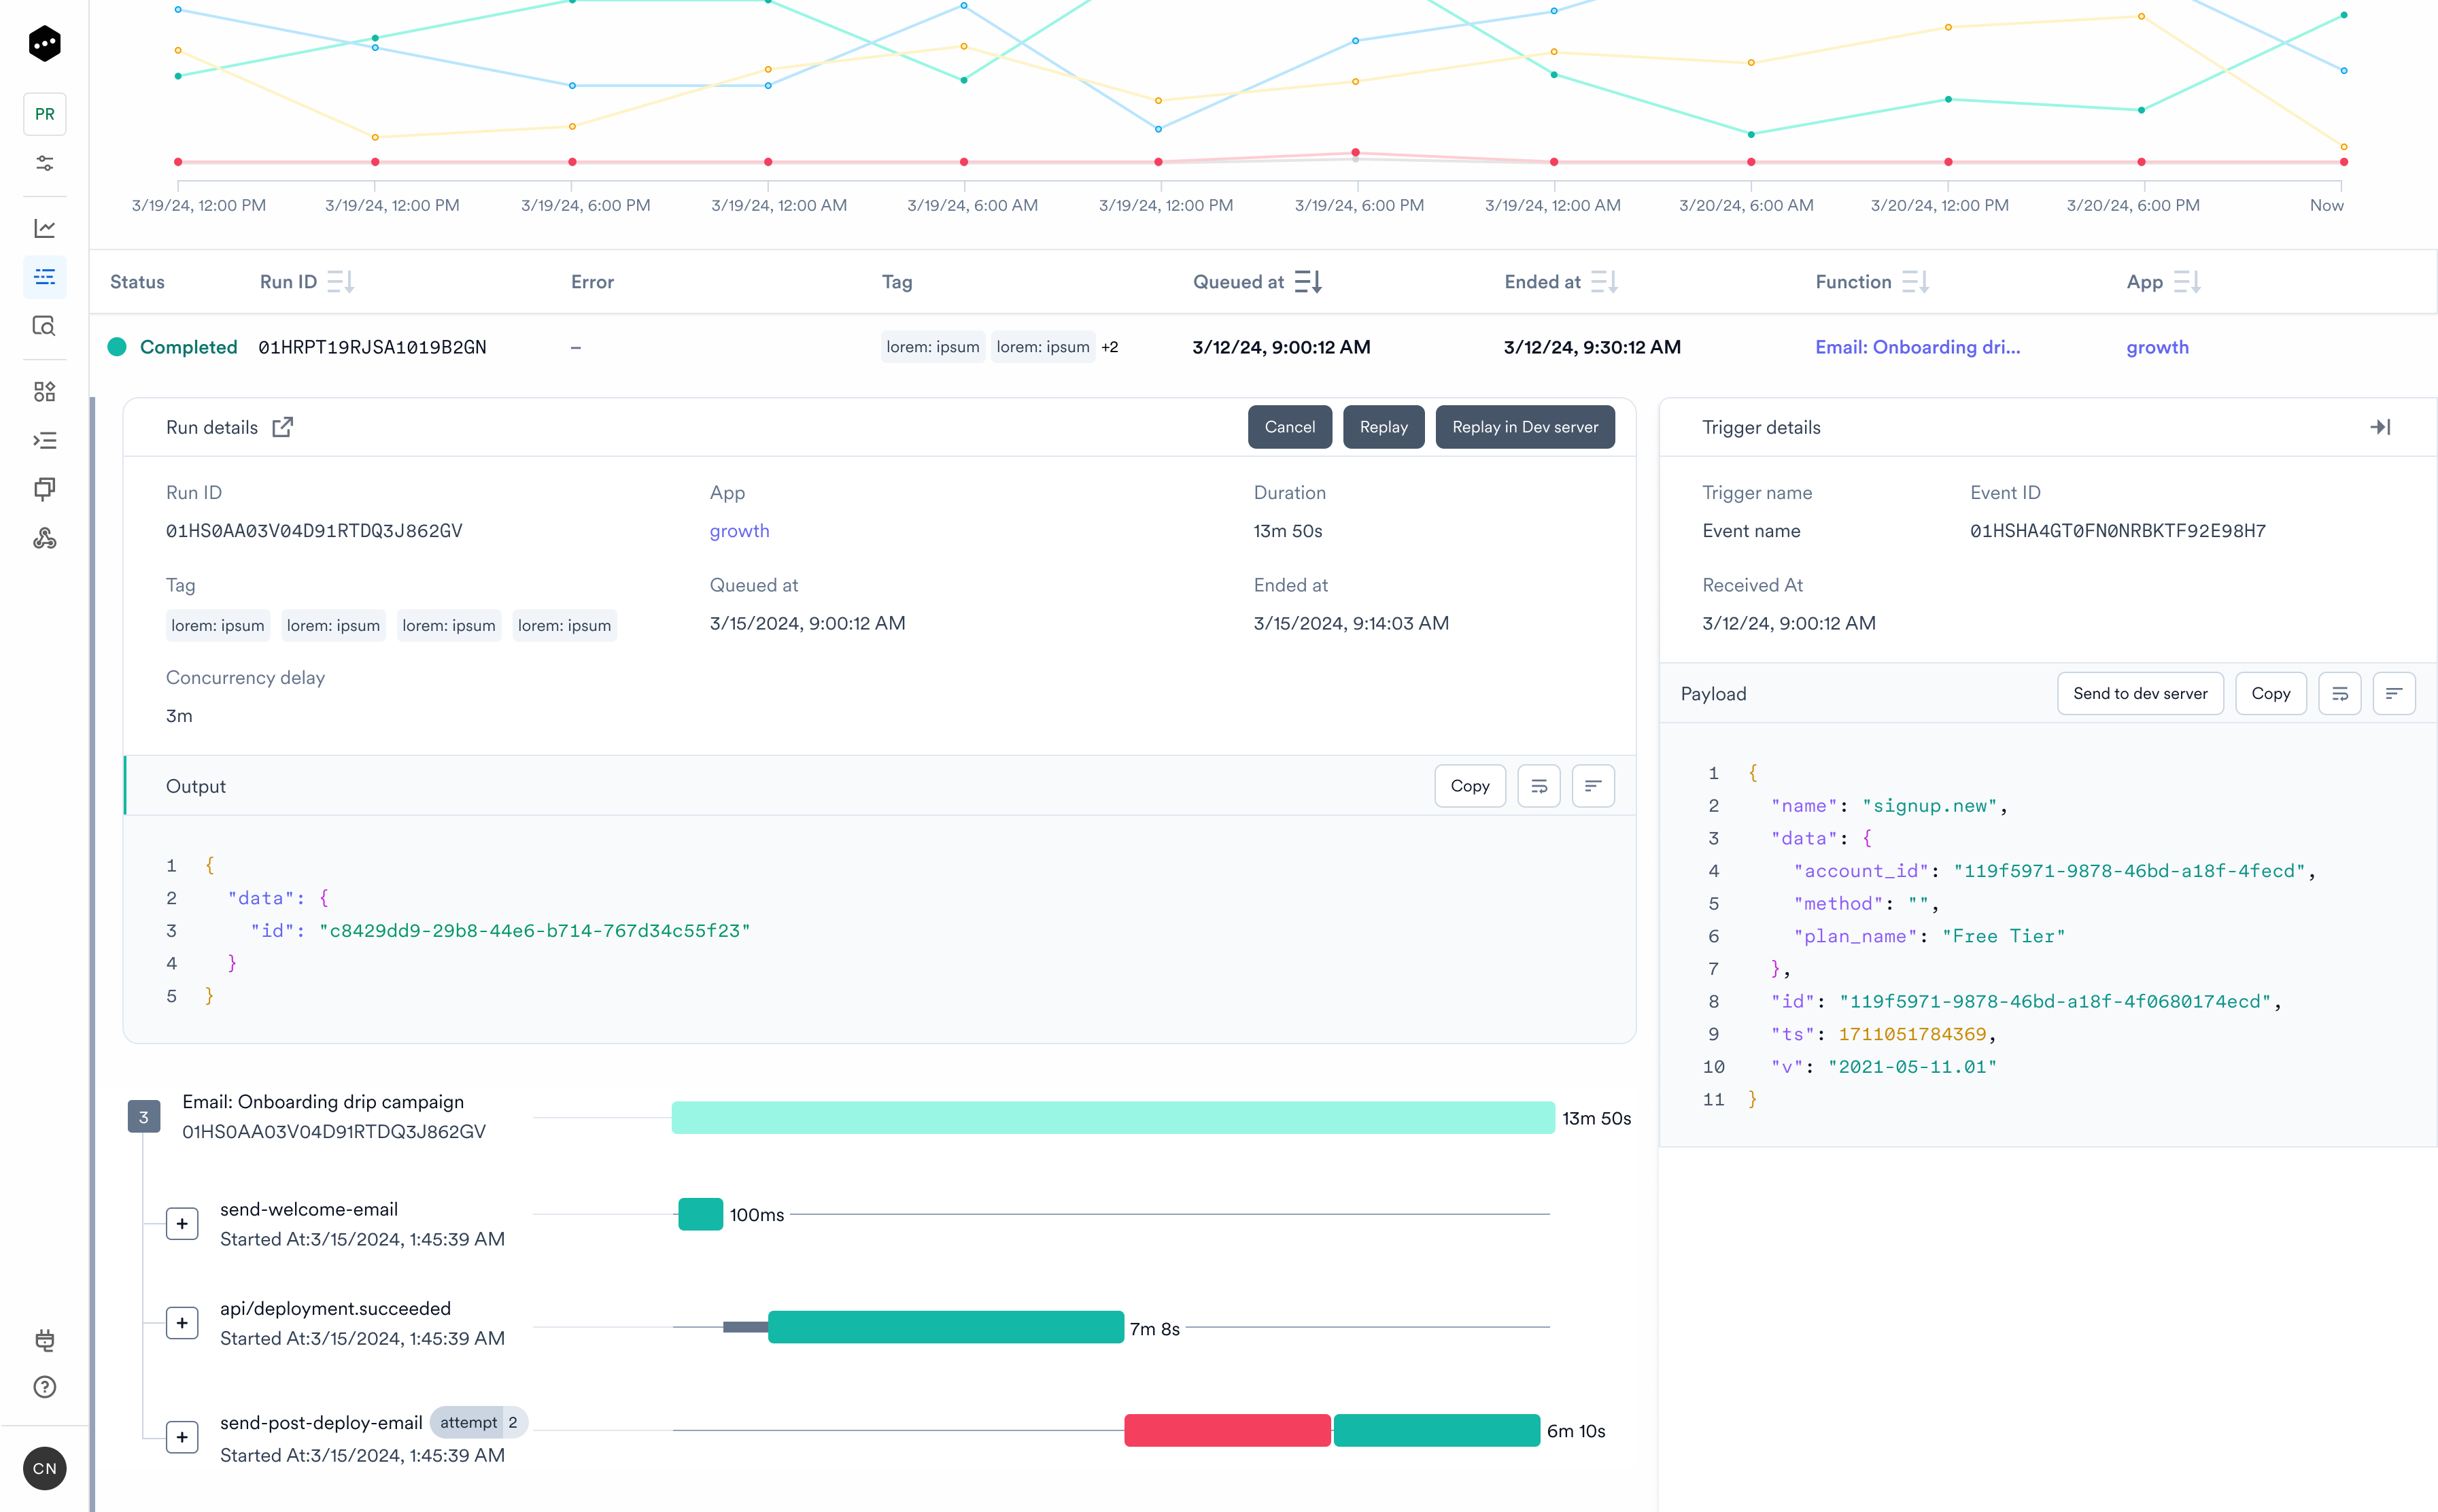 PR
3/19/24, 12:00 PM 3/19/24, 12:00 PM 3/19/24, 6:00 PM 3/19/24, 12:00 AM 3/19/24, 6:00 AM 3/19/24, 12:00 PM 3/19/24, 6:00 PM 3/19/24, 12:00 AM 3/20/24, 6:00 AM 3/20/24, 12:00 PM 3/20/24, 6:00 PM Now
Status Run ID Error Tag Queued at Ended at Function App
Completed 01HRPT19RJSA1019B2GN – lorem: ipsum lorem: ipsum +2 3/12/24, 9:00:12 AM 3/12/24, 9:30:12 AM Email: Onboarding dri... growth
Run details Cancel Replay Replay in Dev server
Run ID App Duration
01HS0AA03V04D91RTDQ3J862GV growth 13m 50s
Tag Queued at Ended at
lorem: ipsum lorem: ipsum lorem: ipsum lorem: ipsum 3/15/2024, 9:00:12 AM 3/15/2024, 9:14:03 AM
Concurrency delay
3m
Output Copy
1 {
2 "data": {
3 "id": "c8429dd9-29b8-44e6-b714-767d34c55f23"
4 }
5 }
Trigger details
Trigger name Event ID
Event name 01HSHA4GT0FN0NRBKTF92E98H7
Received At
3/12/24, 9:00:12 AM
Payload Send to dev server Copy
1 {
2 "name": "signup.new",
3 "data": {
4 "account_id": "119f5971-9878-46bd-a18f-4fecd",
5 "method": "",
6 "plan_name": "Free Tier"
7 },
8 "id": "119f5971-9878-46bd-a18f-4f0680174ecd",
9 "ts": 1711051784369,
10 "v": "2021-05-11.01"
11 }
3 Email: Onboarding drip campaign 13m 50s
01HS0AA03V04D91RTDQ3J862GV
+ send-welcome-email 100ms
Started At:3/15/2024, 1:45:39 AM
+ api/deployment.succeeded 7m 8s
Started At:3/15/2024, 1:45:39 AM
+ send-post-deploy-email attempt 2 6m 10s
Started At:3/15/2024, 1:45:39 AM
?
CN